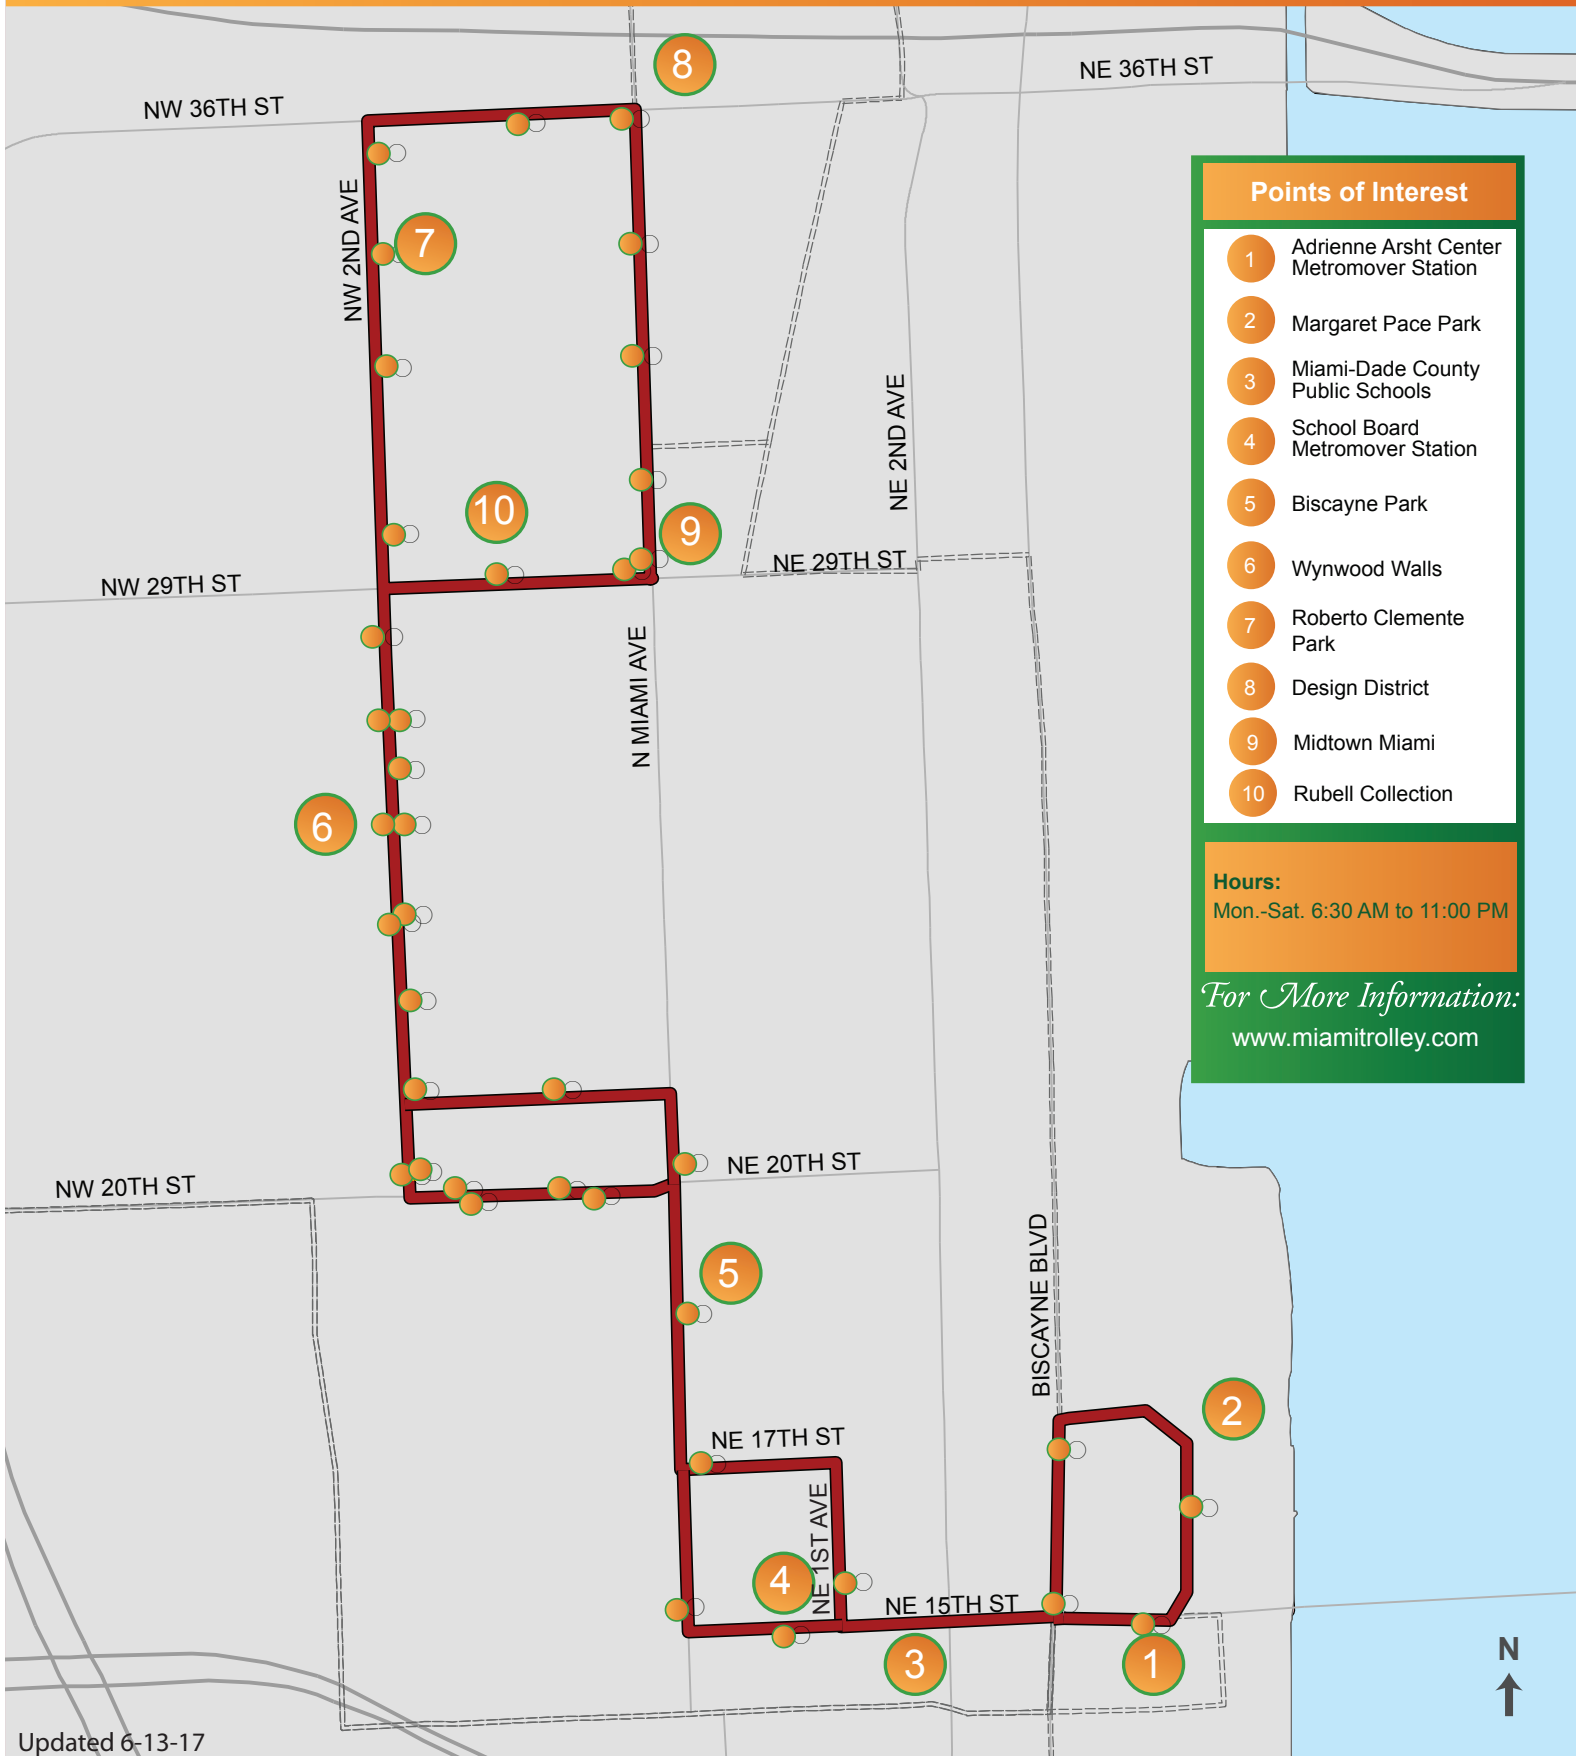 8
NE 36TH ST
NW 36TH ST
NW 2ND AVE
7
Points of Interest
1 Adrienne Arsht Center
Metromover Station
2 Margaret Pace Park
3 Miami-Dade County
Public Schools
4 School Board
Metromover Station
5 Biscayne Park
6 Wynwood Walls
7 Roberto Clemente
Park
8 Design District
9 Midtown Miami
10 Rubell Collection
Hours:
Mon.-Sat. 6:30 AM to 11:00 PM
For More Information:
www.miamitrolley.com
NE 2ND AVE
10
9
NE 29TH ST
NW 29TH ST
N MIAMI AVE
6
NE 20TH ST
NW 20TH ST
5
BISCAYNE BLVD
2
NE 17TH ST
NE 1ST AVE
4
NE 15TH ST
3
1
N
Updated 6-13-17